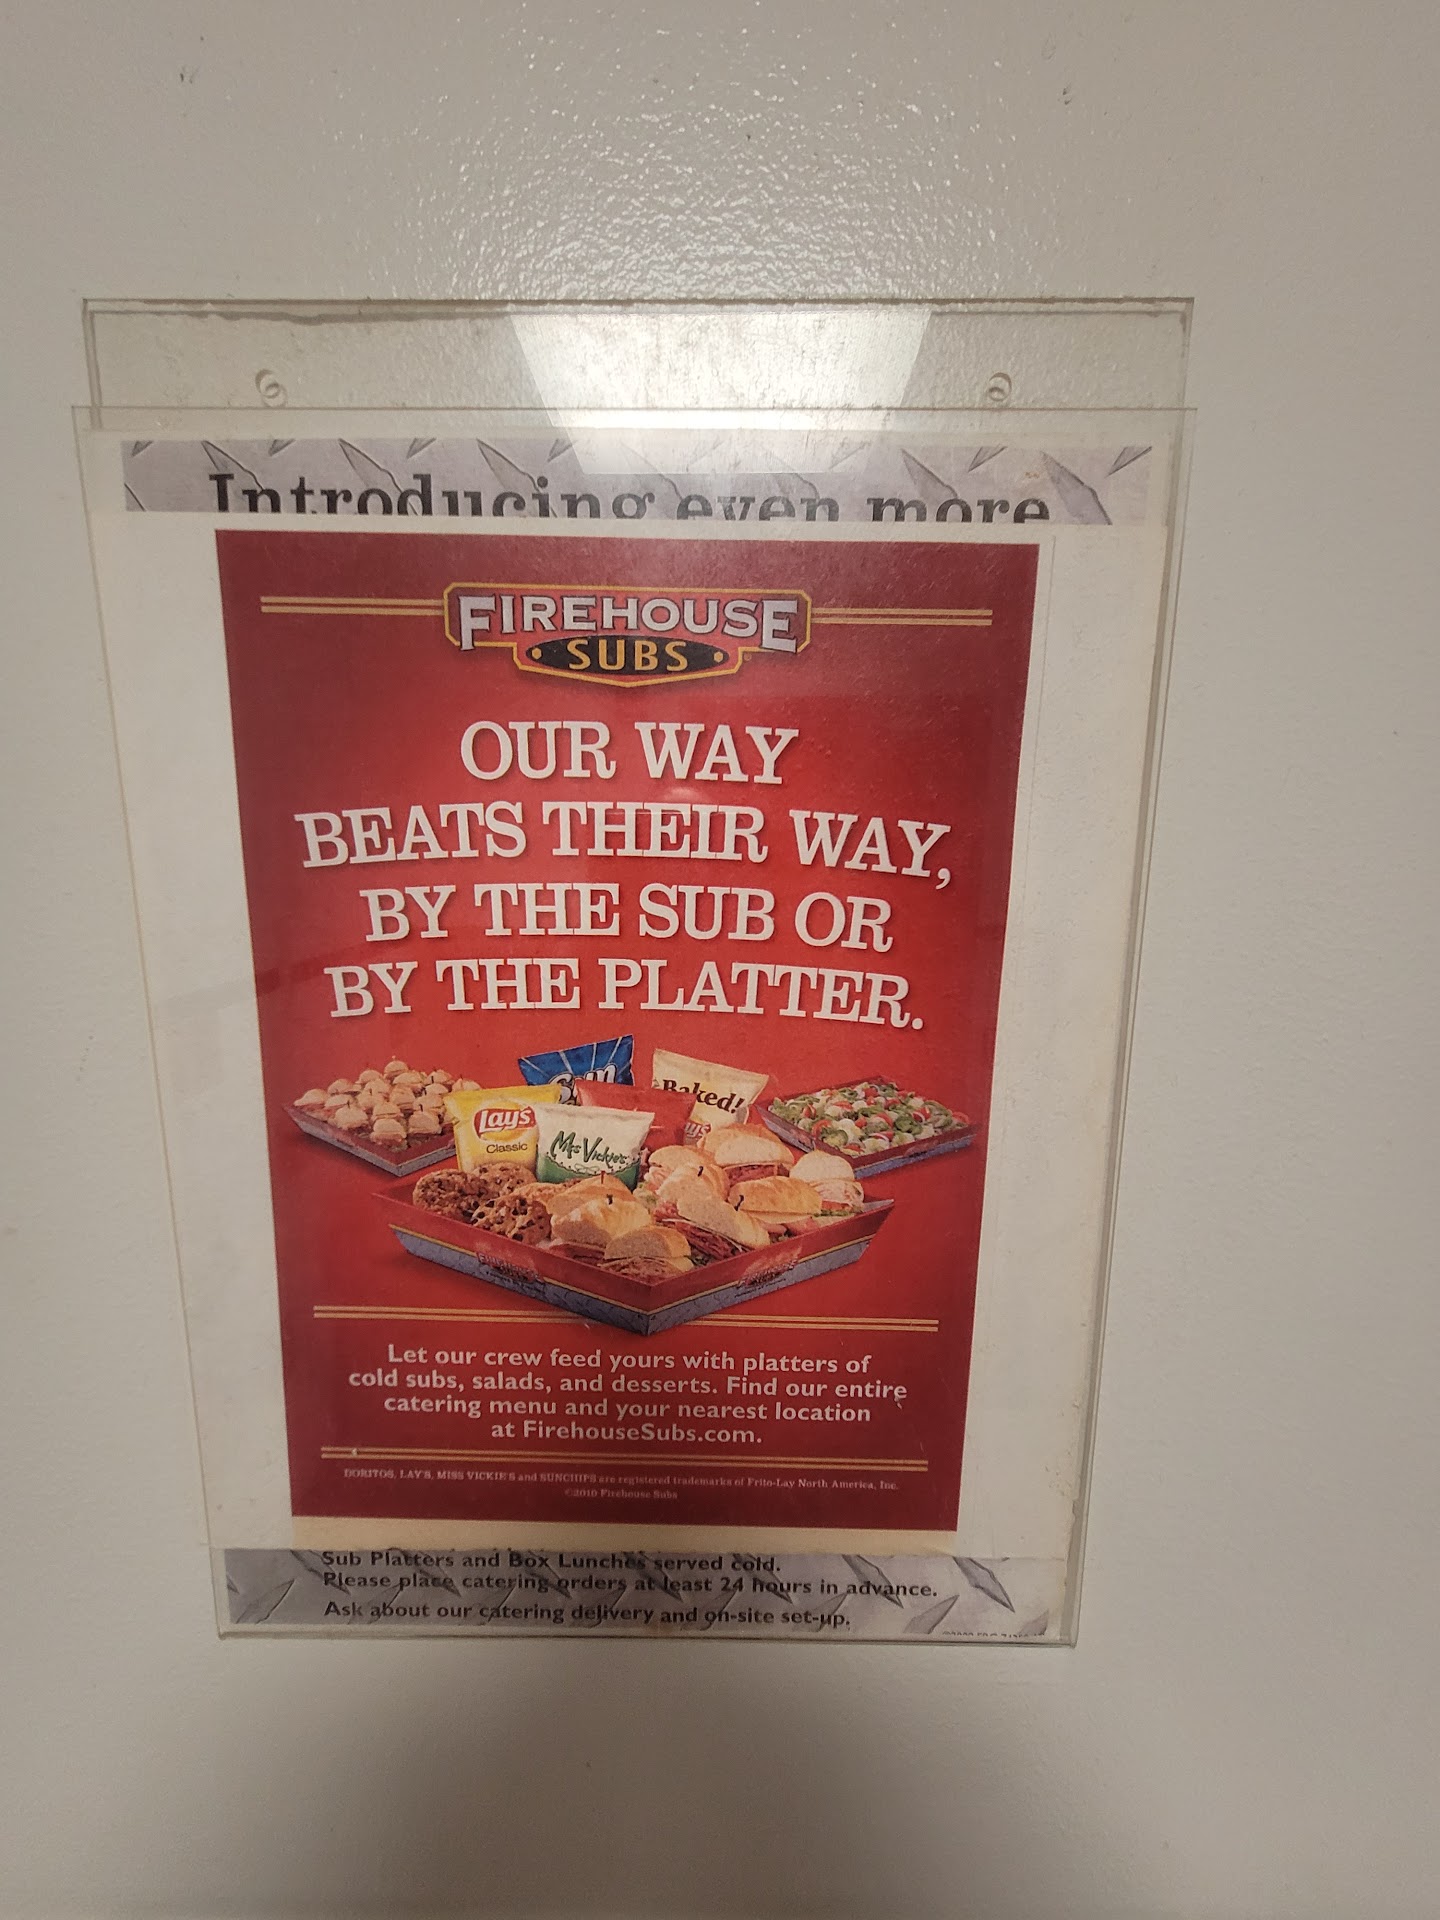 Introducing even more
FIREHOUSE
SUBS
OUR WAY
BEATS THEIR WAY,
BY THE SUB OR
BY THE PLATTER.
Sun
Baked!
Lay's
Classic
Miss Vickie's
Let our crew feed yours with platters of
cold subs, salads, and desserts. Find our entire
catering menu and your nearest location
at FirehouseSubs.com.
DORITOS, LAY'S, MISS VICKIE'S and SUNCHIPS are registered trademarks of Frito-Lay North America, Inc.
©2010 Firehouse Subs
Sub Platters and Box Lunches served cold.
Please place catering orders at least 24 hours in advance.
Ask about our catering delivery and on-site set-up.